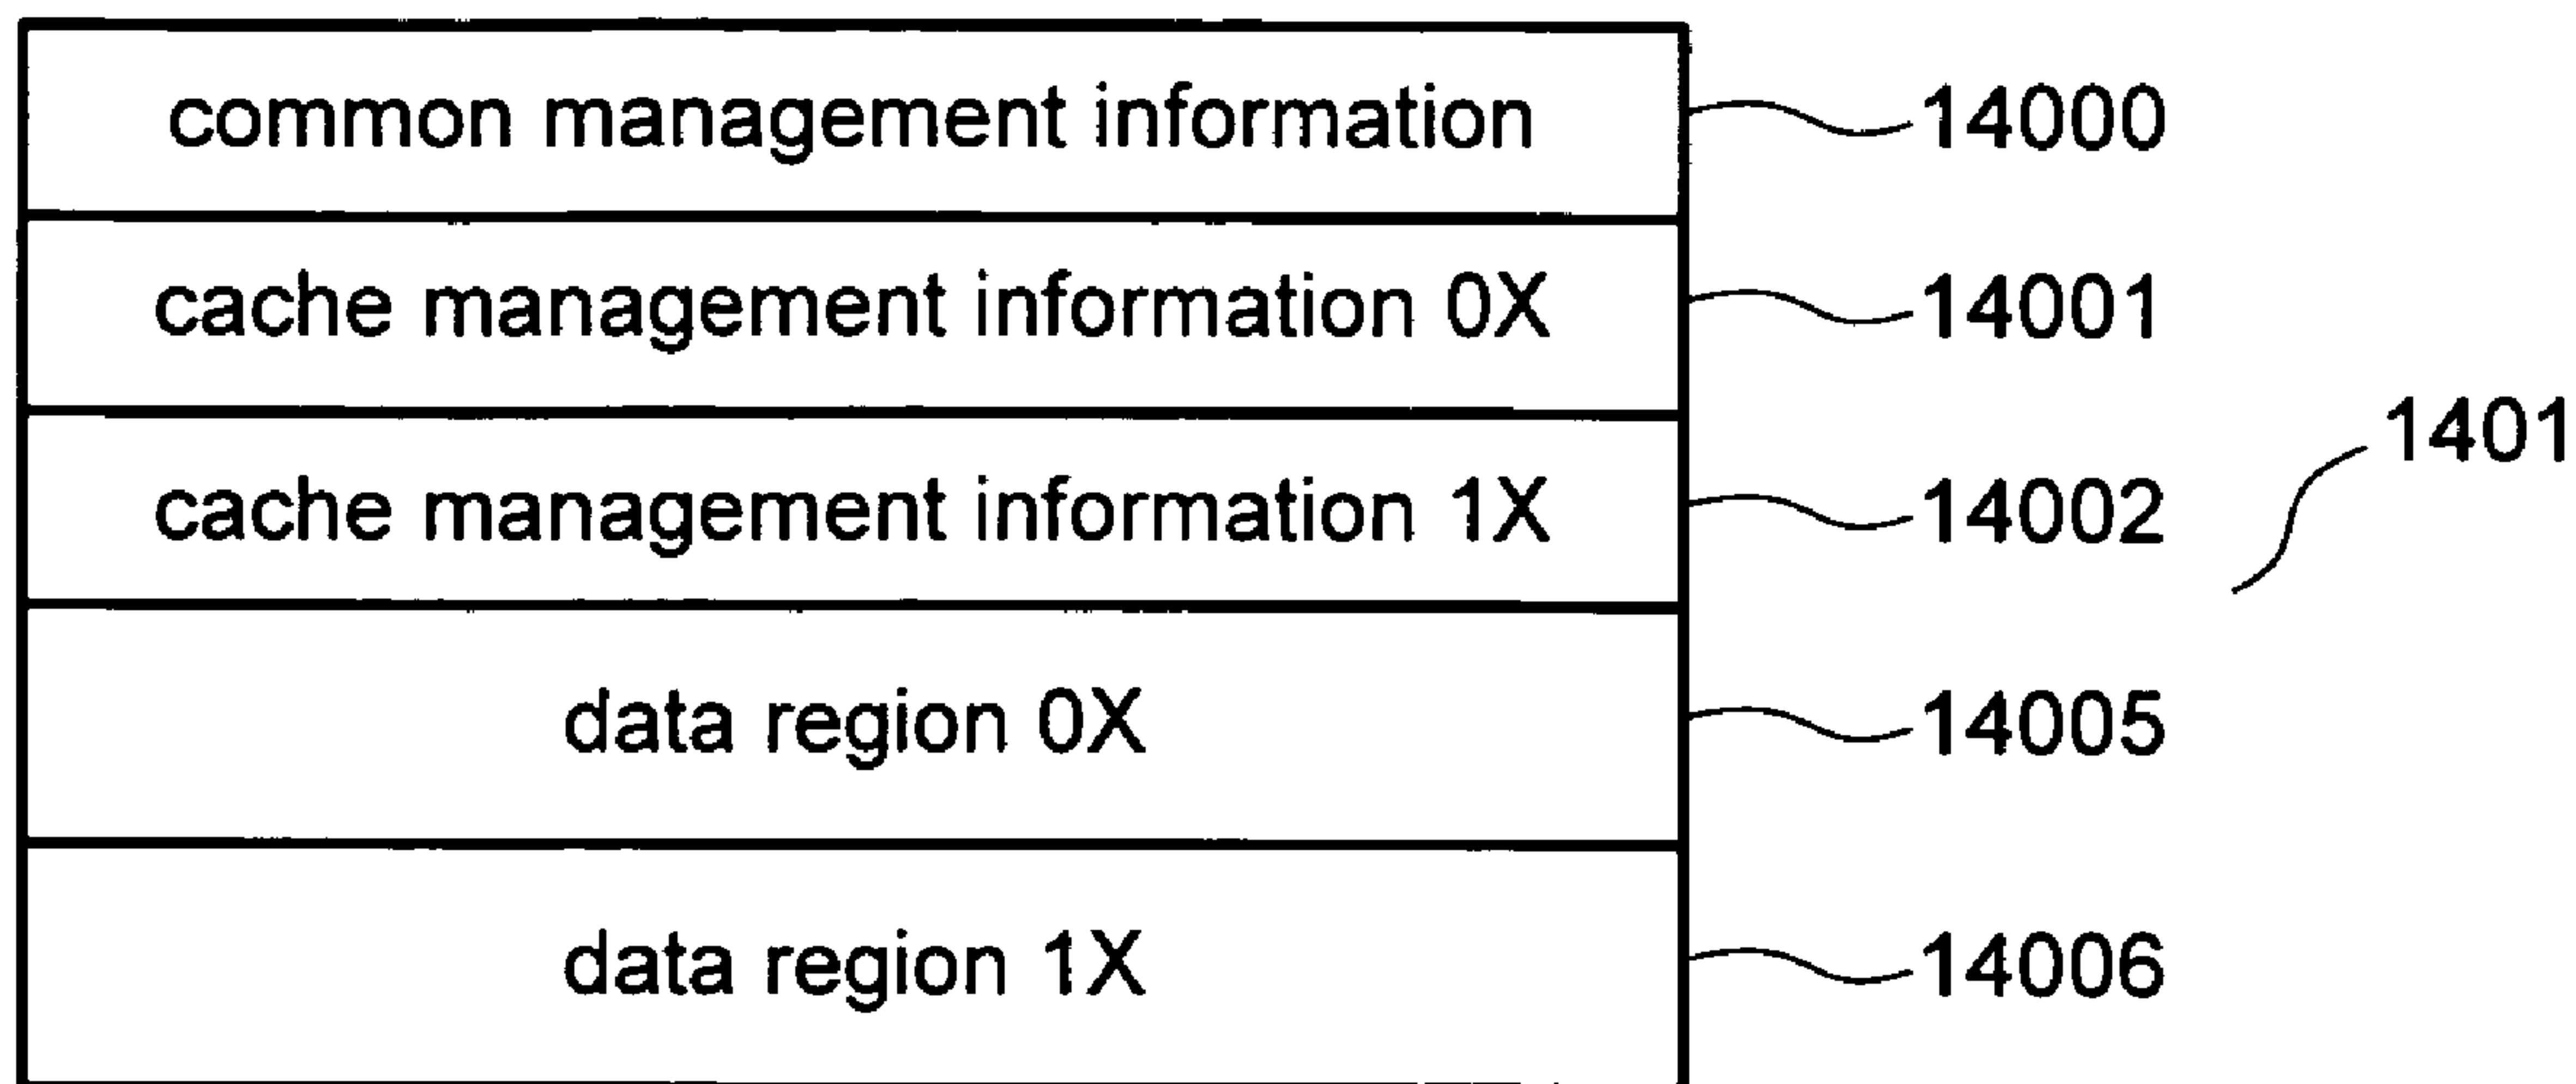 common management information 14000
cache management information 0X 14001
1401
cache management information 1X 14002
data region 0X 14005
data region 1X 14006